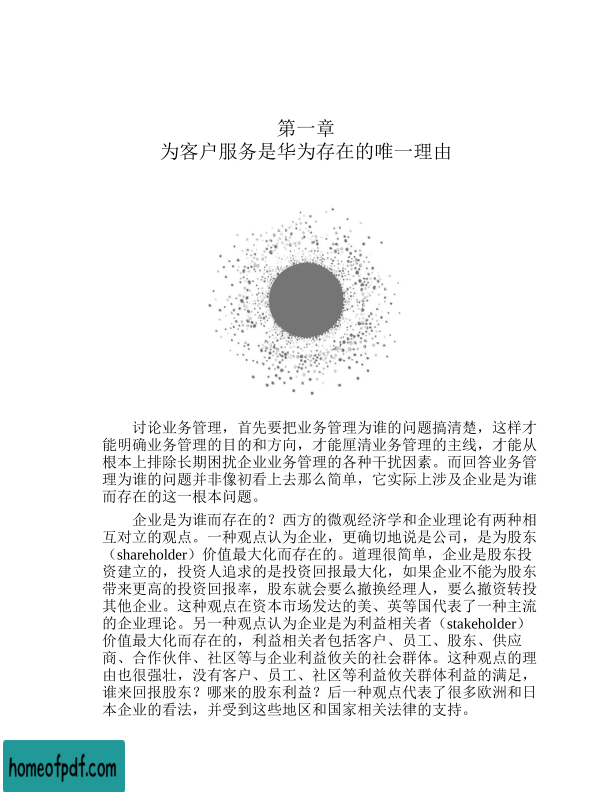 第一章
为客户服务是华为存在的唯一理由
讨论业务管理，首先要把业务管理为谁的问题搞清楚，这样才
能明确业务管理的目的和方向，才能厘清业务管理的主线，才能从
根本上排除长期困扰企业业务管理的各种干扰因素。而回答业务管
理为谁的问题并非像初看上去那么简单，它实际上涉及企业是为谁
而存在的这一根本问题。
企业是为谁而存在的？西方的微观经济学和企业理论有两种相
互对立的观点。一种观点认为企业，更确切地说是公司，是为股东
（shareholder）价值最大化而存在的。道理很简单，企业是股东投
资建立的，投资人追求的是投资回报最大化，如果企业不能为股东
带来更高的投资回报率，股东就会要么撤换经理人，要么撤资转投
其他企业。这种观点在资本市场发达的美、英等国代表了一种主流
的企业理论。另一种观点认为企业是为利益相关者（stakeholder）
价值最大化而存在的，利益相关者包括客户、员工、股东、供应
商、合作伙伴、社区等与企业利益攸关的社会群体。这种观点的理
由也很强壮，没有客户、员工、社区等利益攸关群体利益的满足，
谁来回报股东？哪来的股东利益？后一种观点代表了很多欧洲和日
本企业的看法，并受到这些地区和国家相关法律的支持。
homeofpdf.com